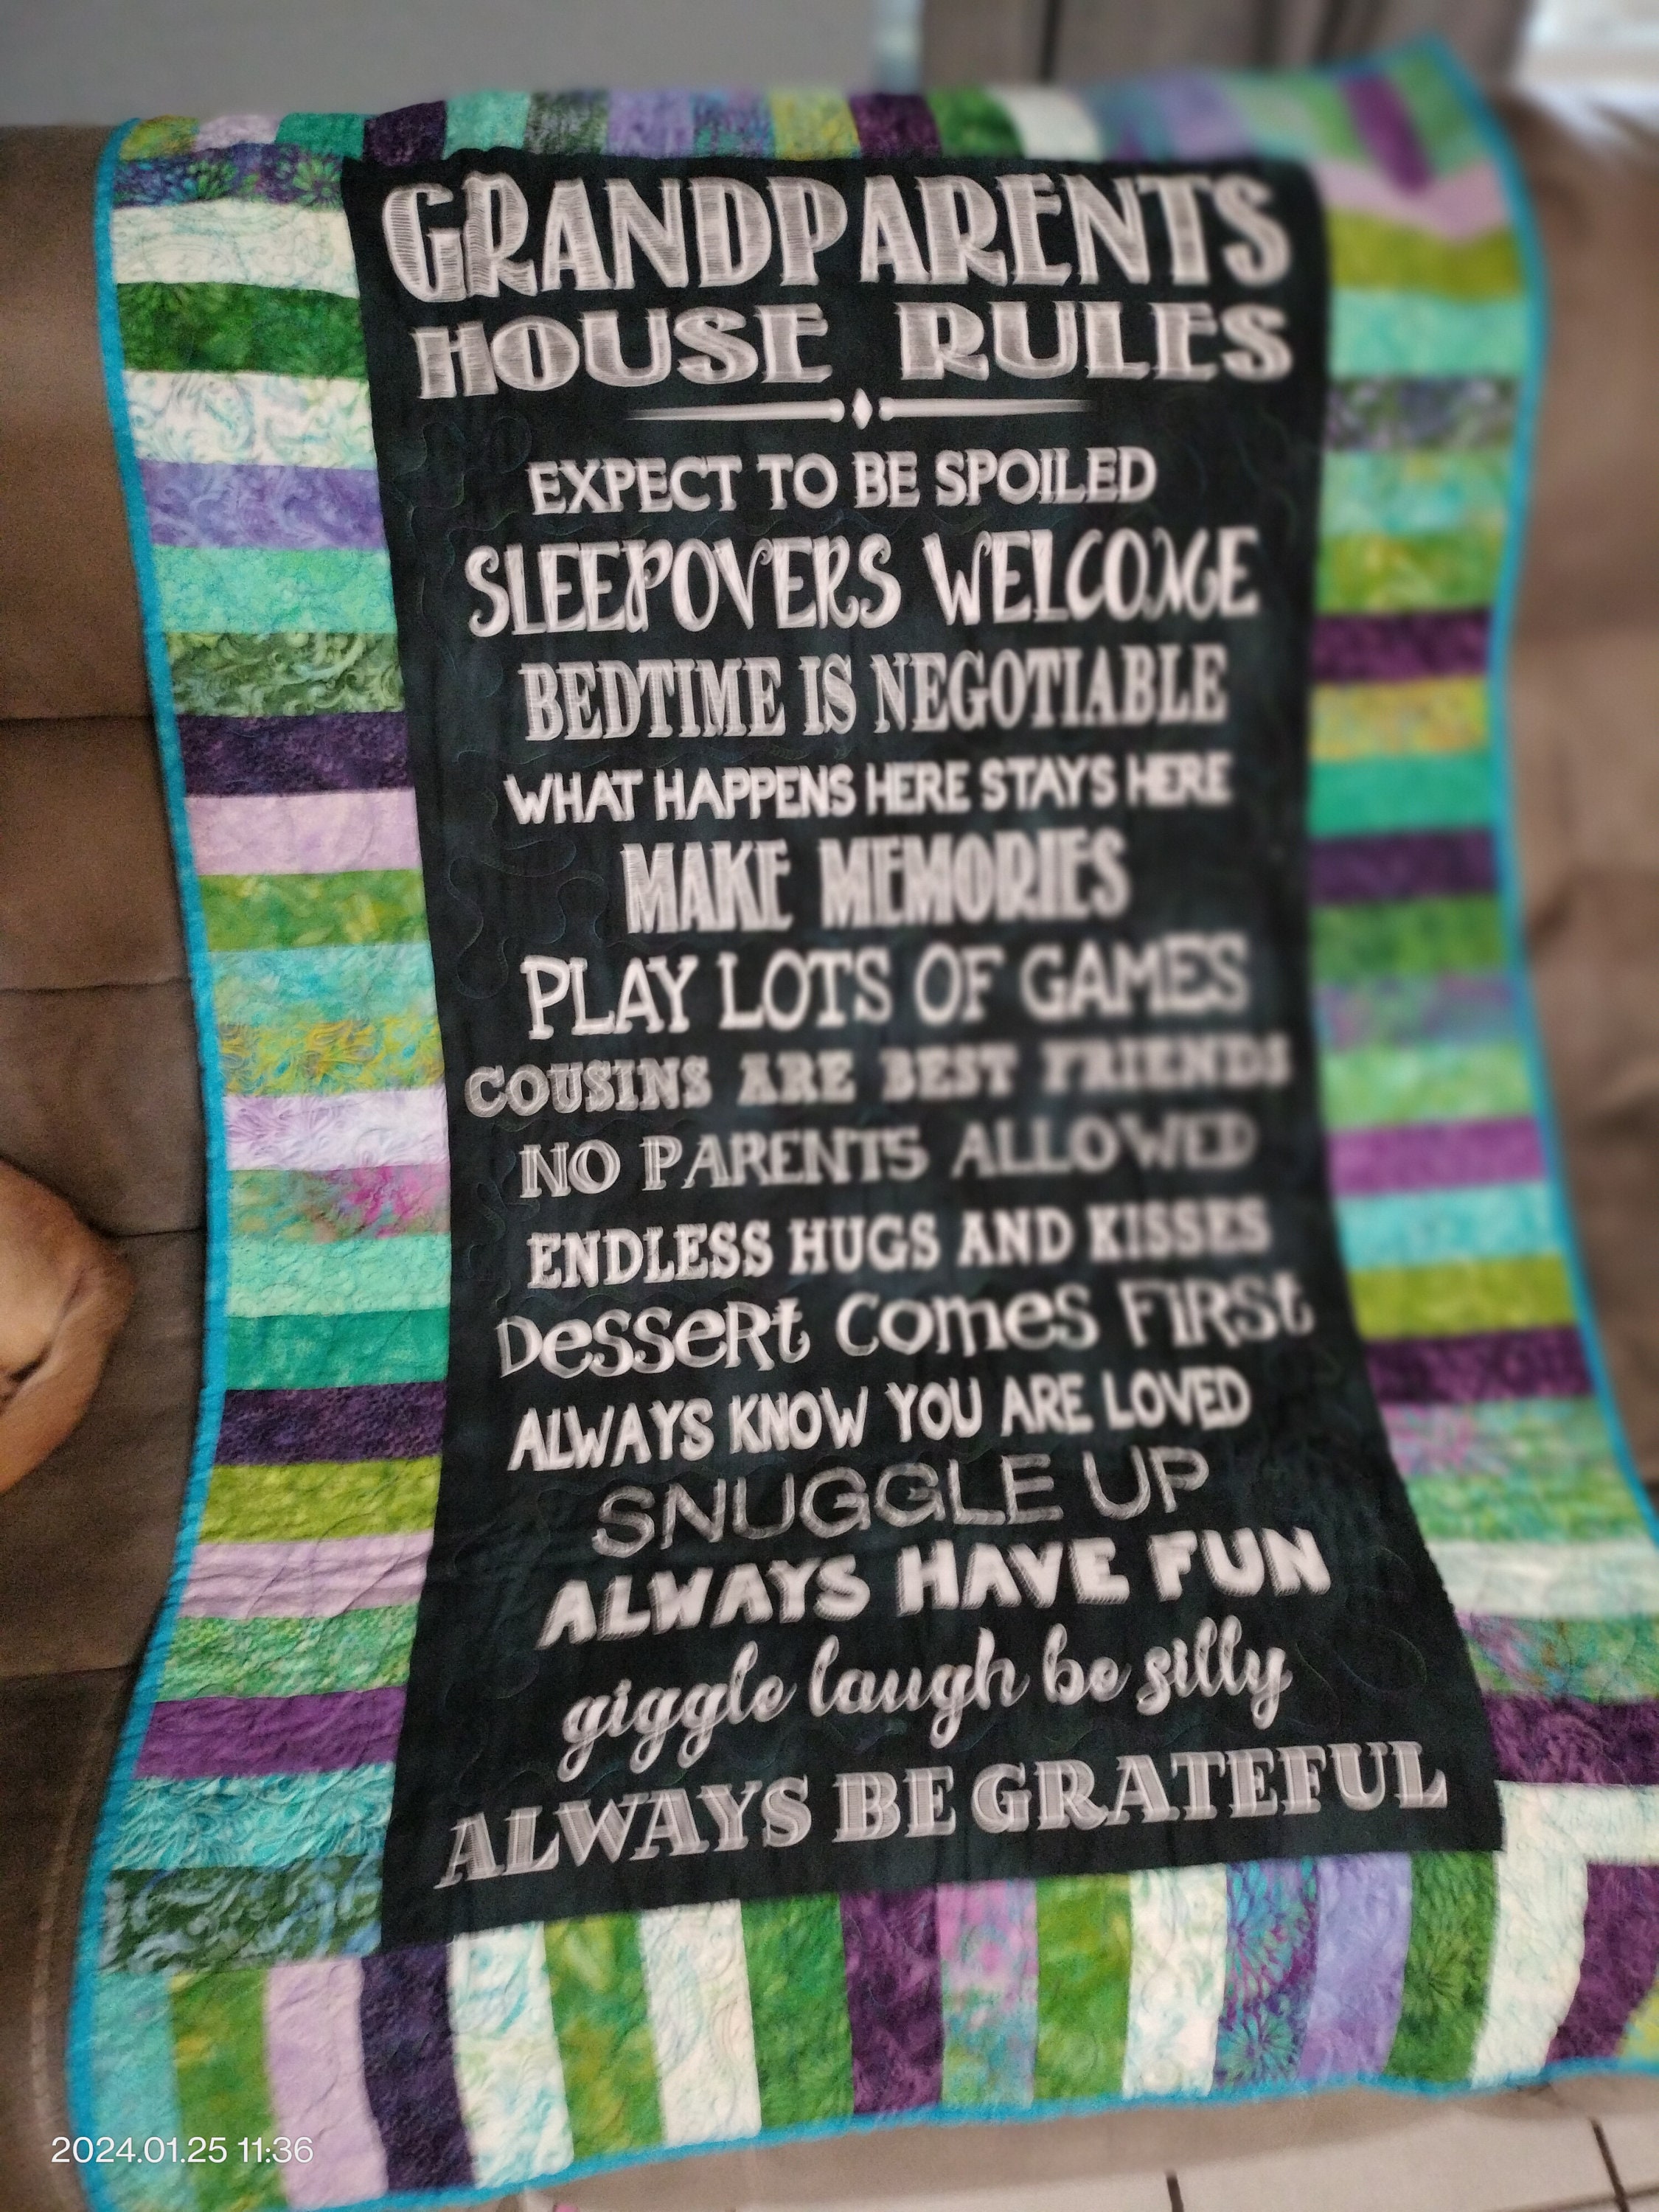 GRANDPARENTS
HOUSE RULES
EXPECT TO BE SPOILED
SLEEPOVERS WELCOME
BEDTIME IS NEGOTIABLE
WHAT HAPPENS HERE STAYS HERE
MAKE MEMORIES
PLAY LOTS OF GAMES
COUSINS ARE BEST FRIENDS
NO PARENTS ALLOWED
ENDLESS HUGS AND KISSES
Dessert Comes First
ALWAYS KNOW YOU ARE LOVED
SNUGGLE UP
ALWAYS HAVE FUN
giggle laugh be silly
ALWAYS BE GRATEFUL
2024.01.25 11:36